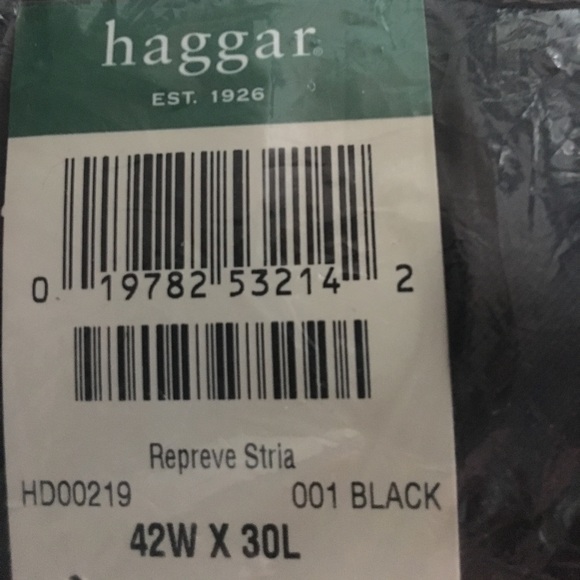 haggar
EST. 1926
0 19782 53214 2
Repreve Stria
HD00219 001 BLACK
42W X 30L